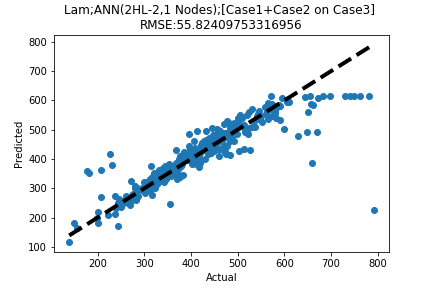 Lam;ANN(2HL-2,1 Nodes);[Case1+Case2 on Case3]
RMSE:55.82409753316956
800
700
600
500
400
300
200
100
Predicted
200 300 400 500 600 700 800
Actual